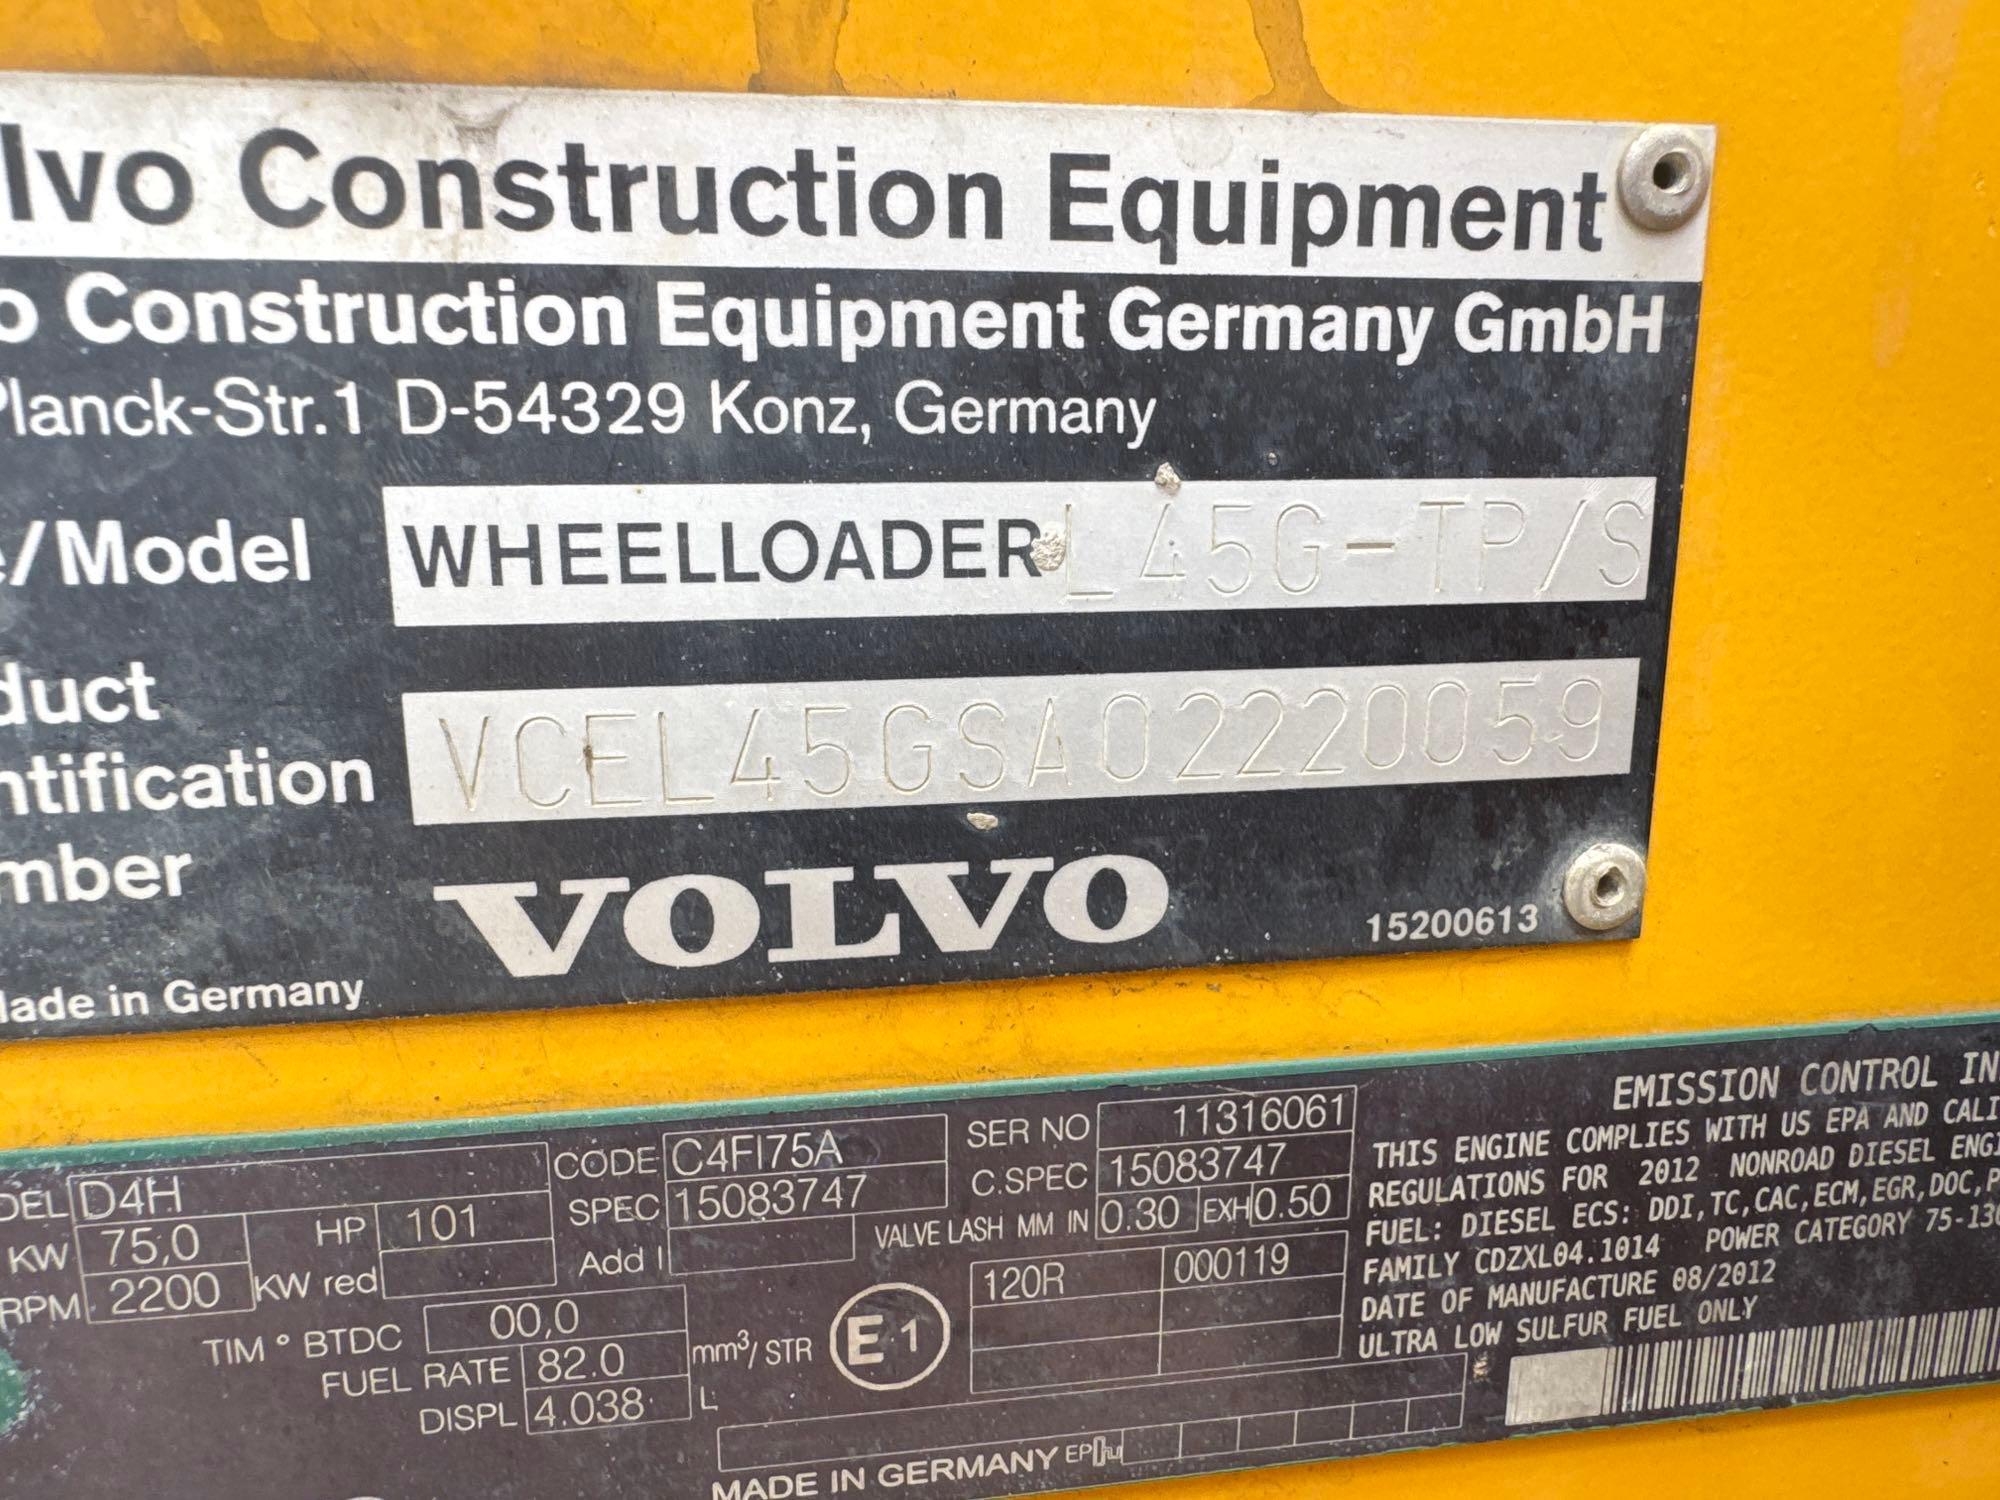 lvo Construction Equipment
o Construction Equipment Germany GmbH
Planck-Str.1 D-54329 Konz, Germany
e/Model WHEELLOADER L 45G-TP/S
duct
ntification
mber
VCEL45GSA02220059
VOLVO
15200613
Made in Germany
DEL D4H CODE C4FI75A SER NO 11316061
KW 75,0 HP 101 SPEC 15083747 C.SPEC 15083747
RPM 2200 KW red Add I VALVE LASH MM IN 0.30 EXH 0.50
TIM ° BTDC 00,0
FUEL RATE 82.0 mm³/ STR
DISPL 4.038 L
E 1
120R 000119
MADE IN GERMANY EP
EMISSION CONTROL IN
THIS ENGINE COMPLIES WITH US EPA AND CALI
REGULATIONS FOR 2012 NONROAD DIESEL ENGI
FUEL: DIESEL ECS: DDI,TC,CAC,ECM,EGR,DOC,P
FAMILY CDZXL04.1014 POWER CATEGORY 75-130
DATE OF MANUFACTURE 08/2012
ULTRA LOW SULFUR FUEL ONLY